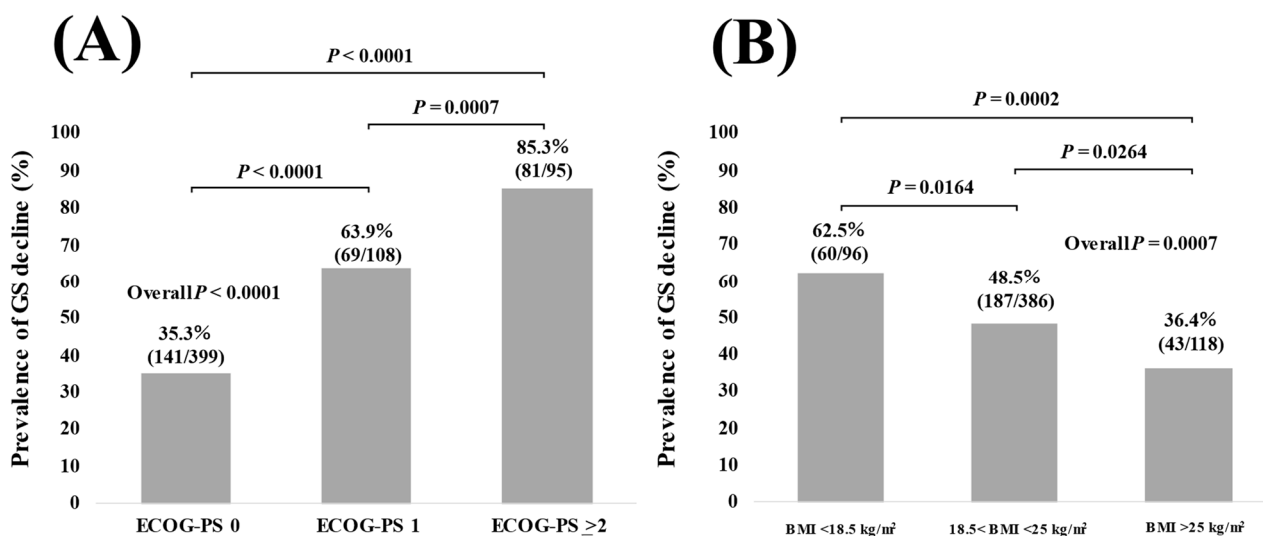 (A)
P < 0.0001
P = 0.0007
P < 0.0001
85.3%
(81/95)
63.9%
(69/108)
Overall P < 0.0001
35.3%
(141/399)
Prevalence of GS decline (%)
100
90
80
70
60
50
40
30
20
10
0
ECOG-PS 0
ECOG-PS 1
ECOG-PS ≥2
(B)
P = 0.0002
P = 0.0264
P = 0.0164
62.5%
(60/96)
Overall P = 0.0007
48.5%
(187/386)
36.4%
(43/118)
Prevalence of GS decline (%)
100
90
80
70
60
50
40
30
20
10
0
BMI <18.5 kg/m²
18.5< BMI <25 kg/m²
BMI >25 kg/m²